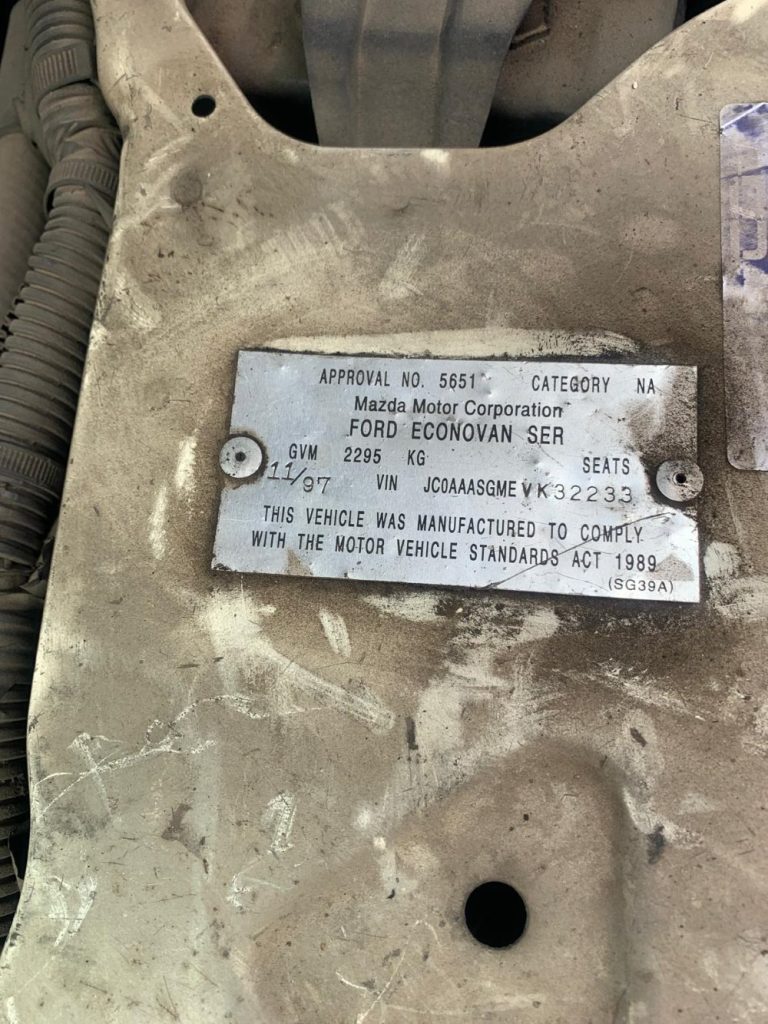 APPROVAL NO. 5651 CATEGORY NA
Mazda Motor Corporation
FORD ECONOVAN SER
GVM 2295 KG SEATS
11/97 VIN JC0AAASGMEVK32233
THIS VEHICLE WAS MANUFACTURED TO COMPLY
WITH THE MOTOR VEHICLE STANDARDS ACT 1989
(SG39A)